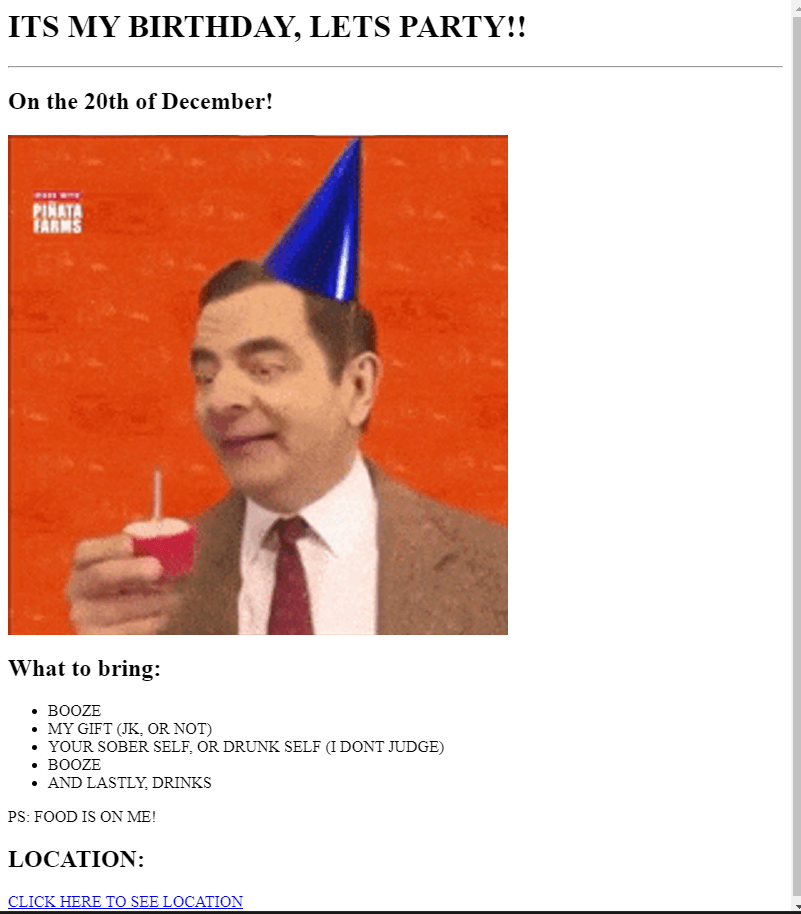 ITS MY BIRTHDAY, LETS PARTY!!
On the 20th of December!
PIÑATA
FARMS
What to bring:
BOOZE
MY GIFT (JK, OR NOT)
YOUR SOBER SELF, OR DRUNK SELF (I DONT JUDGE)
BOOZE
AND LASTLY, DRINKS
PS: FOOD IS ON ME!
LOCATION:
CLICK HERE TO SEE LOCATION